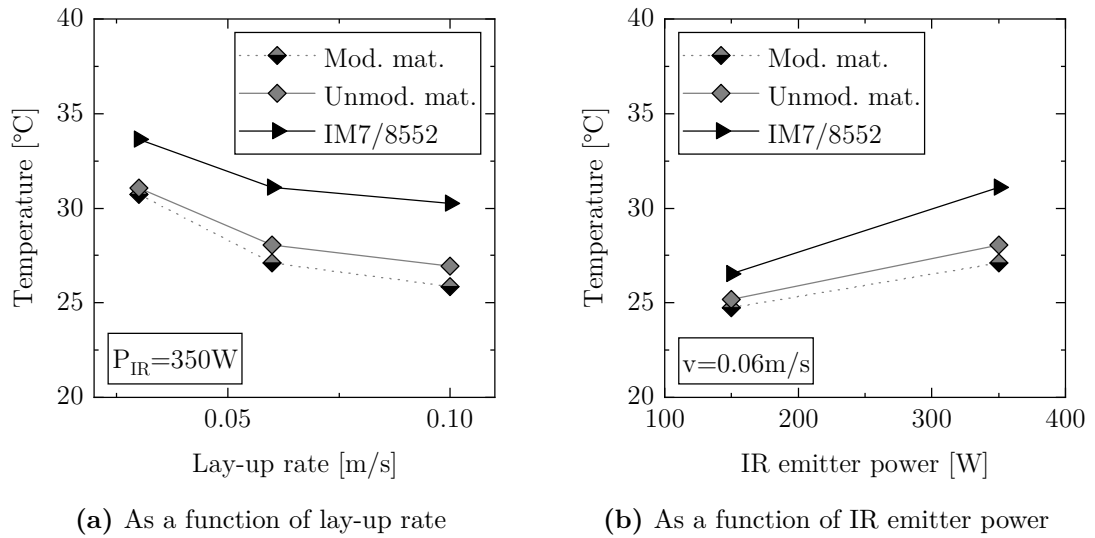 40
35
30
25
20
Temperature [°C]
Mod. mat.
Unmod. mat.
IM7/8552
P_IR=350W
0.05 0.10
Lay-up rate [m/s]
(a) As a function of lay-up rate
40
35
30
25
20
Temperature [°C]
Mod. mat.
Unmod. mat.
IM7/8552
v=0.06m/s
100 200 300 400
IR emitter power [W]
(b) As a function of IR emitter power